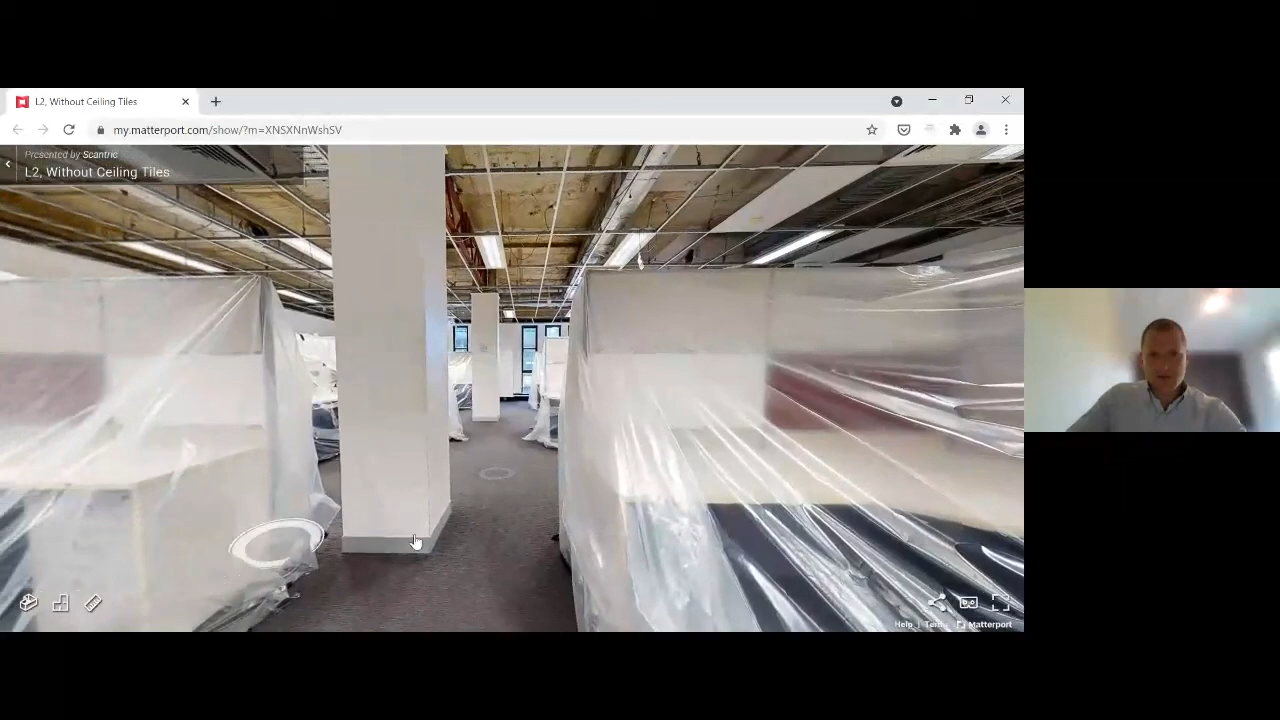 L2, Without Ceiling Tiles
my.matterport.com/show/?m=XNSXNnWshSV
Presented by Scantric
L2, Without Ceiling Tiles
Help | Terms
Matterport